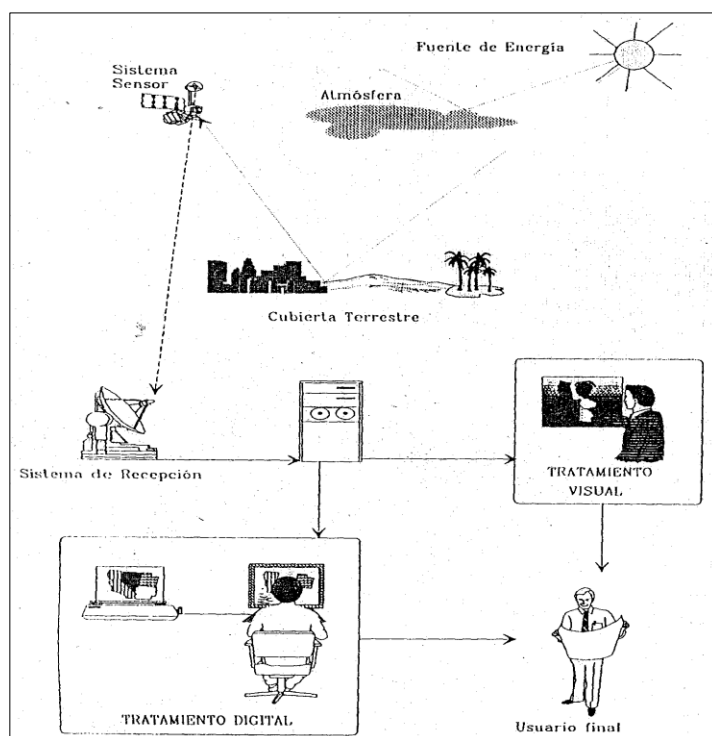 Fuente de Energía
Sistema
Sensor
Atmósfera
Cubierta Terrestre
Sistema de Recepción
TRATAMIENTO
VISUAL
TRATAMIENTO DIGITAL
Usuario final